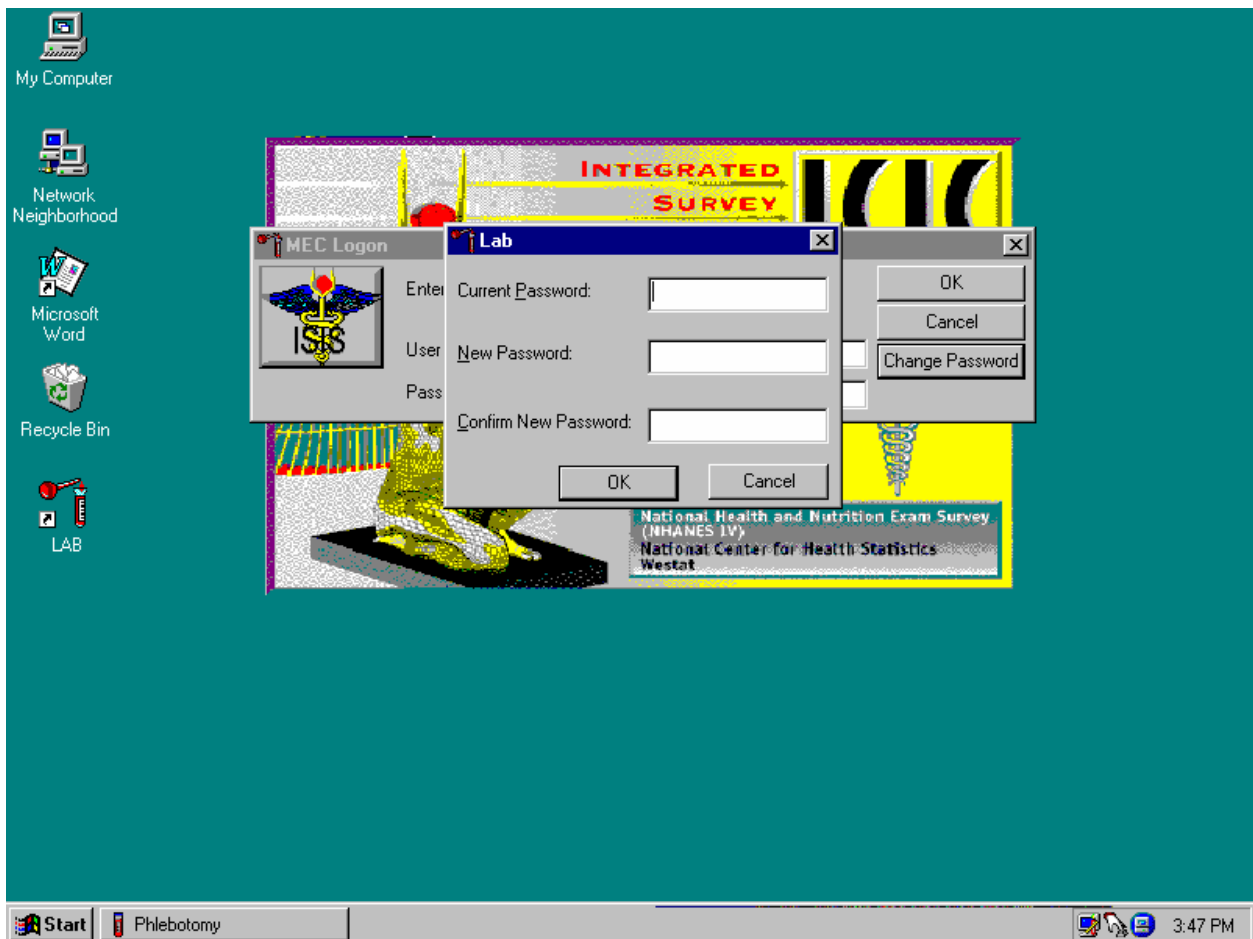 My Computer
Network
Neighborhood
Microsoft
Word
Recycle Bin
LAB
INTEGRATED
SURVEY
MEC Logon
ISIS
Enter
User
Pass
OK
Cancel
Change Password
Lab
Current Password:
New Password:
Confirm New Password:
OK
Cancel
National Health and Nutrition Exam Survey
(NHANES IV),
National Center for Health Statistics
Westat
Start
Phlebotomy
3:47 PM